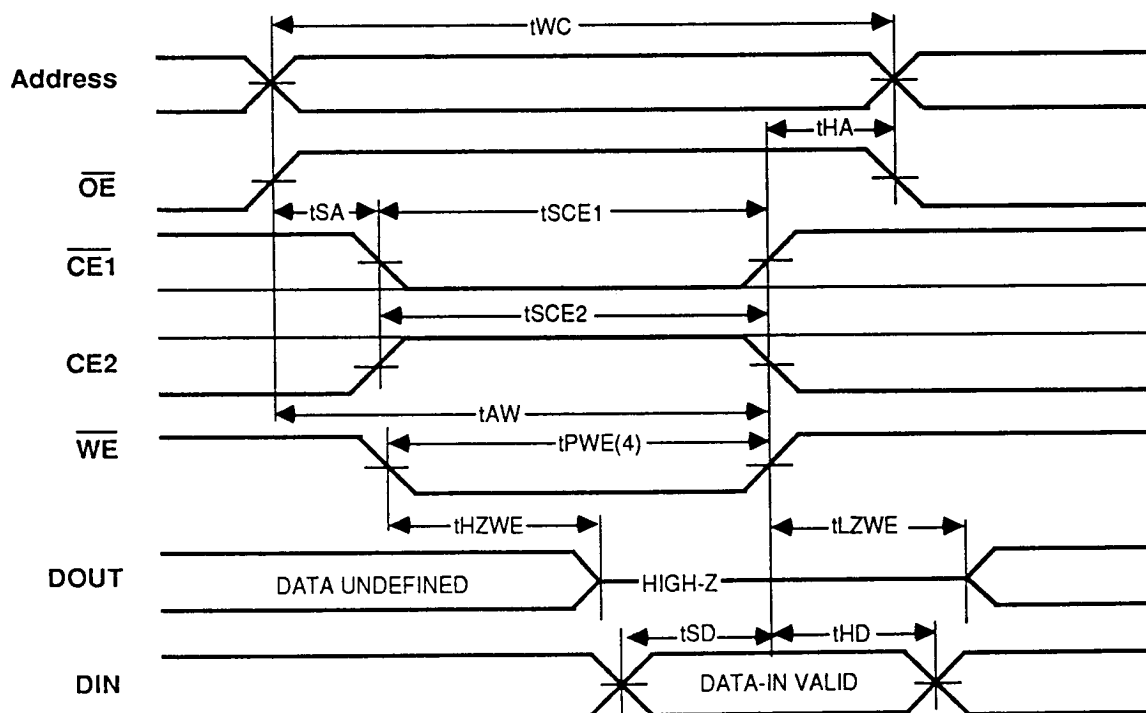 tWC
Address
tHA
OE
tSA
tSCE1
CE1
tSCE2
CE2
tAW
WE
tPWE(4)
tHZWE
tLZWE
DOUT
DATA UNDEFINED
HIGH-Z
tSD
tHD
DIN
DATA-IN VALID